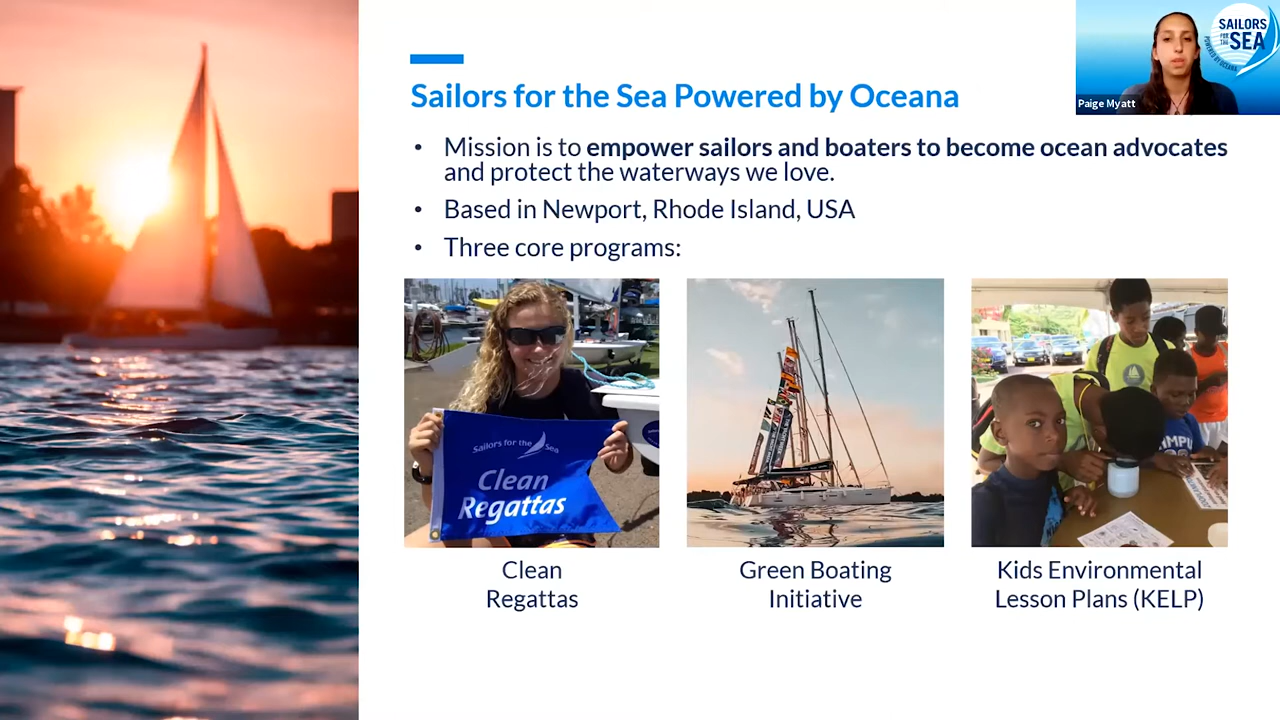 Sailors for the Sea Powered by Oceana
SAILORS
FOR THE SEA
POWERED BY OCEANA
Paige Myatt
• Mission is to empower sailors and boaters to become ocean advocates
and protect the waterways we love.
• Based in Newport, Rhode Island, USA
• Three core programs:
Sailors for the Sea
Clean
Regattas
Clean
Regattas
Green Boating
Initiative
Kids Environmental
Lesson Plans (KELP)